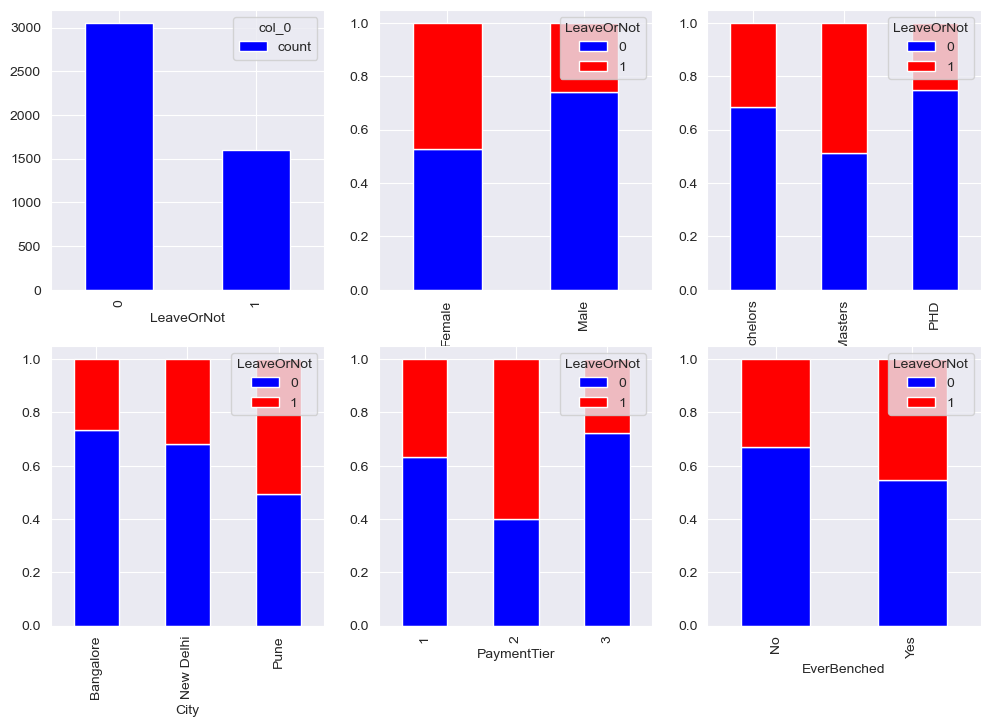 3000
2500
2000
1500
1000
500
0
col_0
count
0
1
LeaveOrNot
1.0
0.8
0.6
0.4
0.2
0.0
LeaveOrNot
0
1
Female
Male
1.0
0.8
0.6
0.4
0.2
0.0
LeaveOrNot
0
1
chelors
Masters
PHD
1.0
0.8
0.6
0.4
0.2
0.0
LeaveOrNot
0
1
Bangalore
New Delhi
Pune
City
1.0
0.8
0.6
0.4
0.2
0.0
LeaveOrNot
0
1
1
2
3
PaymentTier
1.0
0.8
0.6
0.4
0.2
0.0
LeaveOrNot
0
1
No
Yes
EverBenched